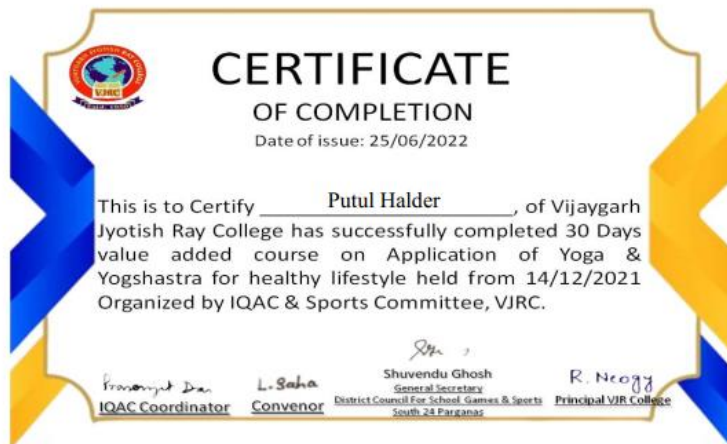 VJRC
CERTIFICATE
OF COMPLETION
Date of issue: 25/06/2022
This is to Certify Putul Halder, of Vijaygarh
Jyotish Ray College has successfully completed 30 Days
value added course on Application of Yoga &
Yogshastra for healthy lifestyle held from 14/12/2021
Organized by IQAC & Sports Committee, VJRC.
L. Saha
R. Neogy
Shuvendu Ghosh
General Secretary
District Council For School Games & Sports
South 24 Parganas
IQAC Coordinator
Convenor
Principal VJR College